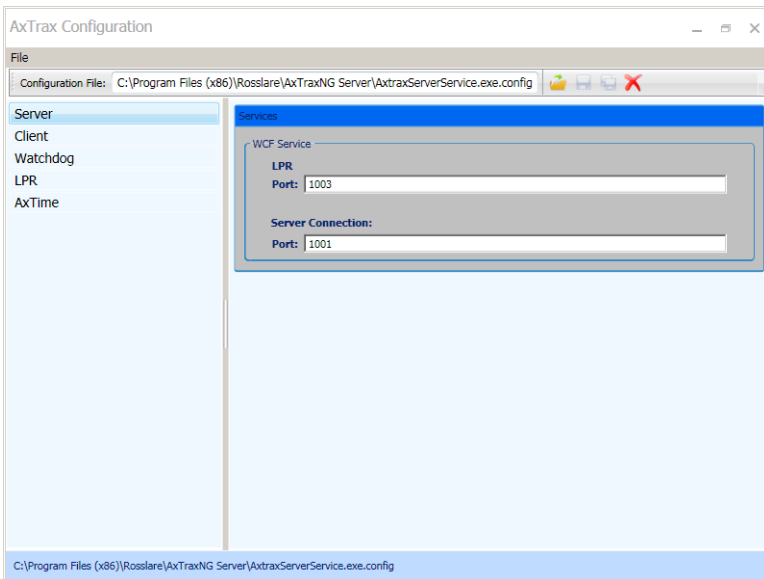 AxTrax Configuration
File
Configuration File: C:\Program Files (x86)\Rosslare\AxTraxNG Server\AxtraxServerService.exe.config
Server
Client
Watchdog
LPR
AxTime
Services
WCF Service
LPR
Port: 1003
Server Connection:
Port: 1001
C:\Program Files (x86)\Rosslare\AxTraxNG Server\AxtraxServerService.exe.config